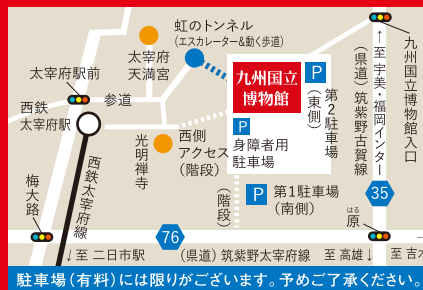 虹のトンネル
(エスカレーター&動く歩道)
太宰府
天満宮
太宰府駅前
参道
西鉄
太宰府駅
九州国立
博物館
P
第2駐車場
(東側)
↑至 宇美・福岡インター
(県道)筑紫野古賀線
九州国立博物館入口
P
身障者用
駐車場
光明禅寺
西側
アクセス
(階段)
西鉄太宰府線
梅大路
(階段)
P
第1駐車場
(南側)
35
76
はる
原
↓至 二日市駅
(県道)筑紫野太宰府線
至 高雄↓
至 吉木
駐車場(有料)には限りがございます。予めご了承ください。